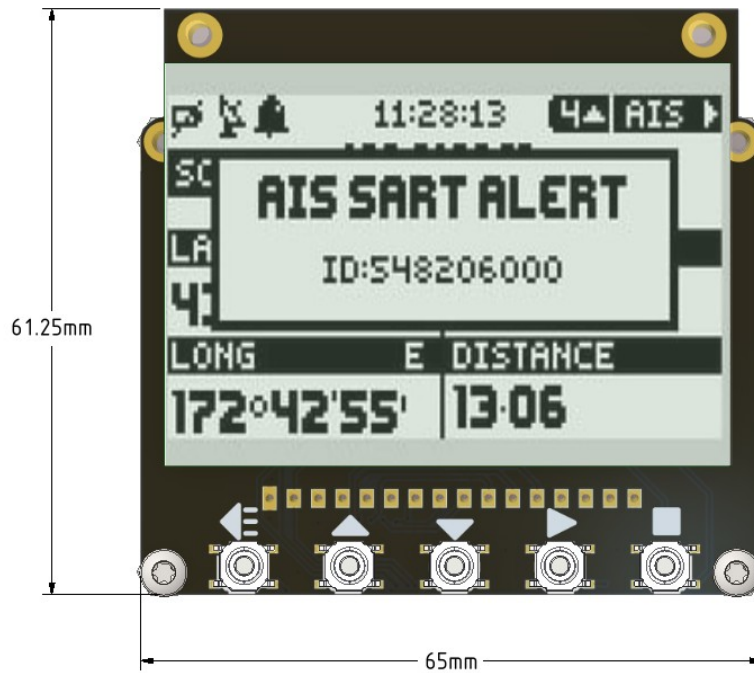 11:28:13 4 AIS
AIS SART ALERT
ID:548206000
LONG E DISTANCE
172°42'55' 13.06
61.25mm
65mm